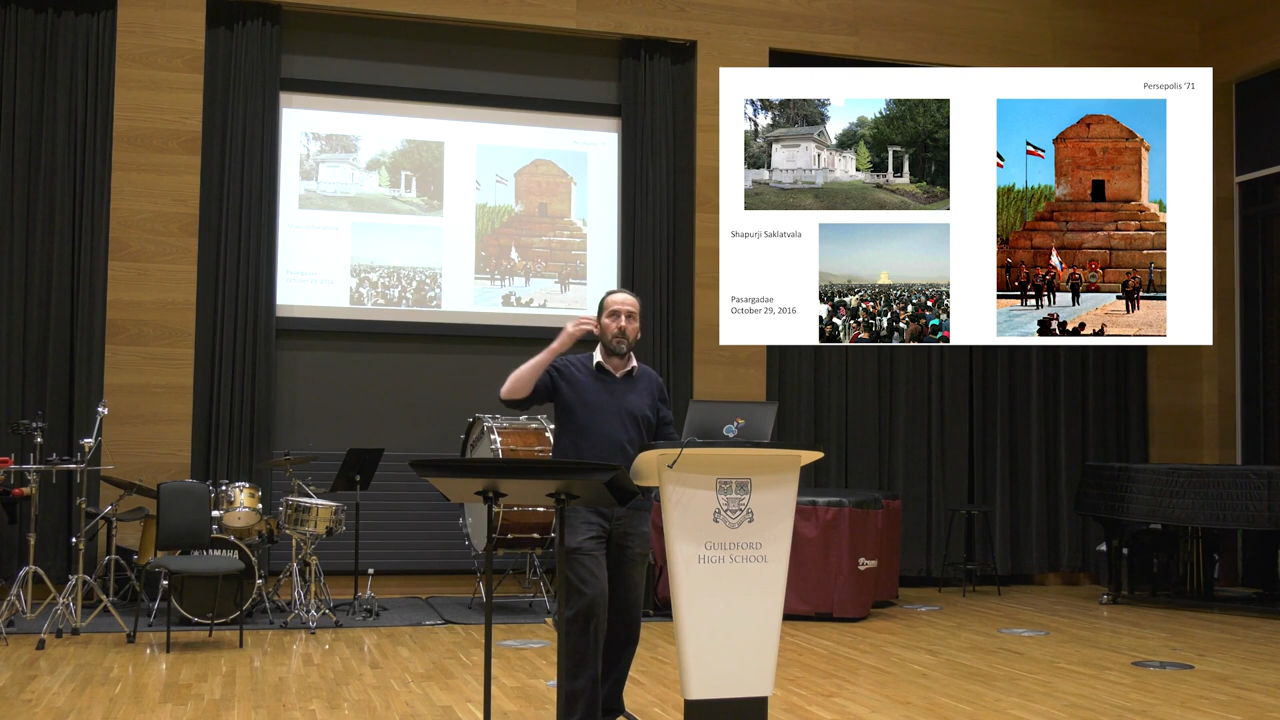 Persepolis '71
Shapurji Saklatvala
Pasargadae
October 29, 2016
GUILDFORD
HIGH SCHOOL
YAMAHA